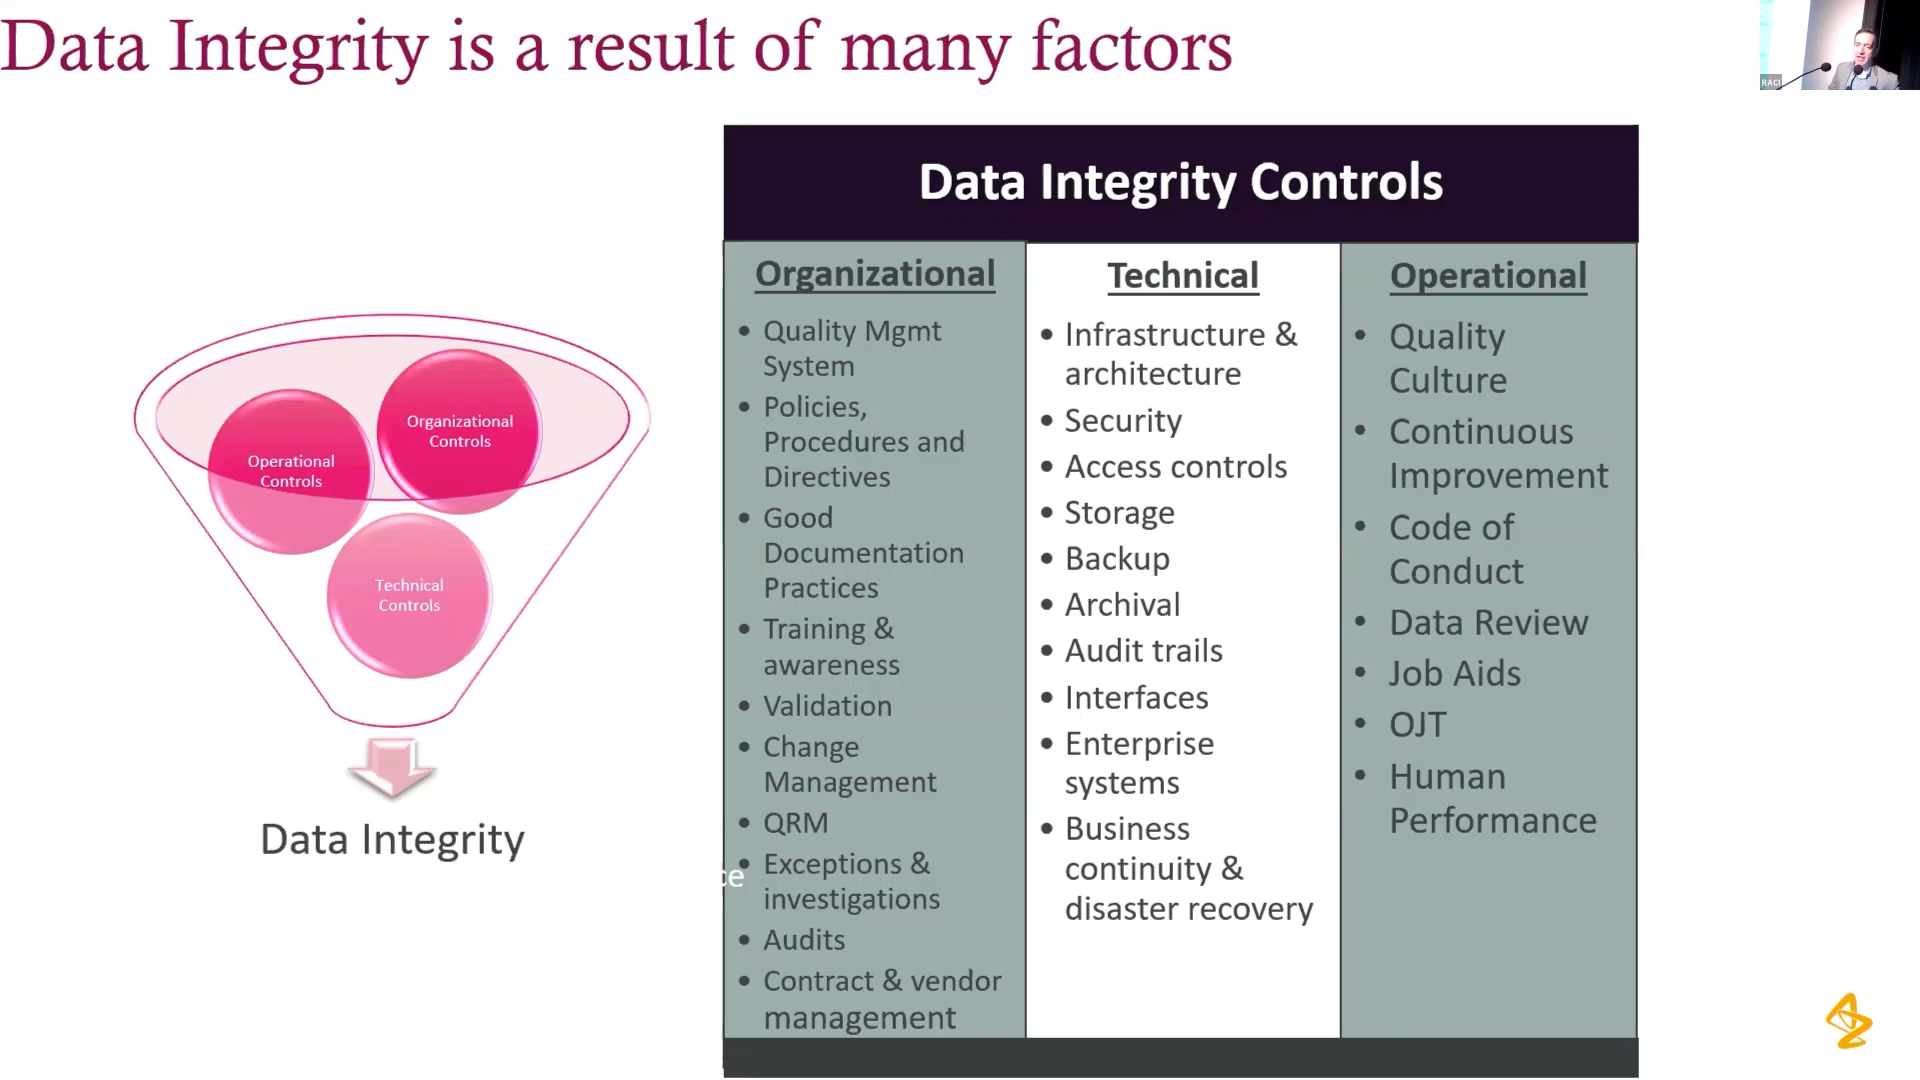 Data Integrity is a result of many factors
RACI
Organizational
Controls
Operational
Controls
Technical
Controls
Data Integrity
Data Integrity Controls
Organizational
• Quality Mgmt
System
• Policies,
Procedures and
Directives
• Good
Documentation
Practices
• Training &
awareness
• Validation
• Change
Management
• QRM
• Exceptions &
investigations
• Audits
• Contract & vendor
management
ce
Technical
• Infrastructure &
architecture
• Security
• Access controls
• Storage
• Backup
• Archival
• Audit trails
• Interfaces
• Enterprise
systems
• Business
continuity &
disaster recovery
Operational
• Quality
Culture
• Continuous
Improvement
• Code of
Conduct
• Data Review
• Job Aids
• OJT
• Human
Performance